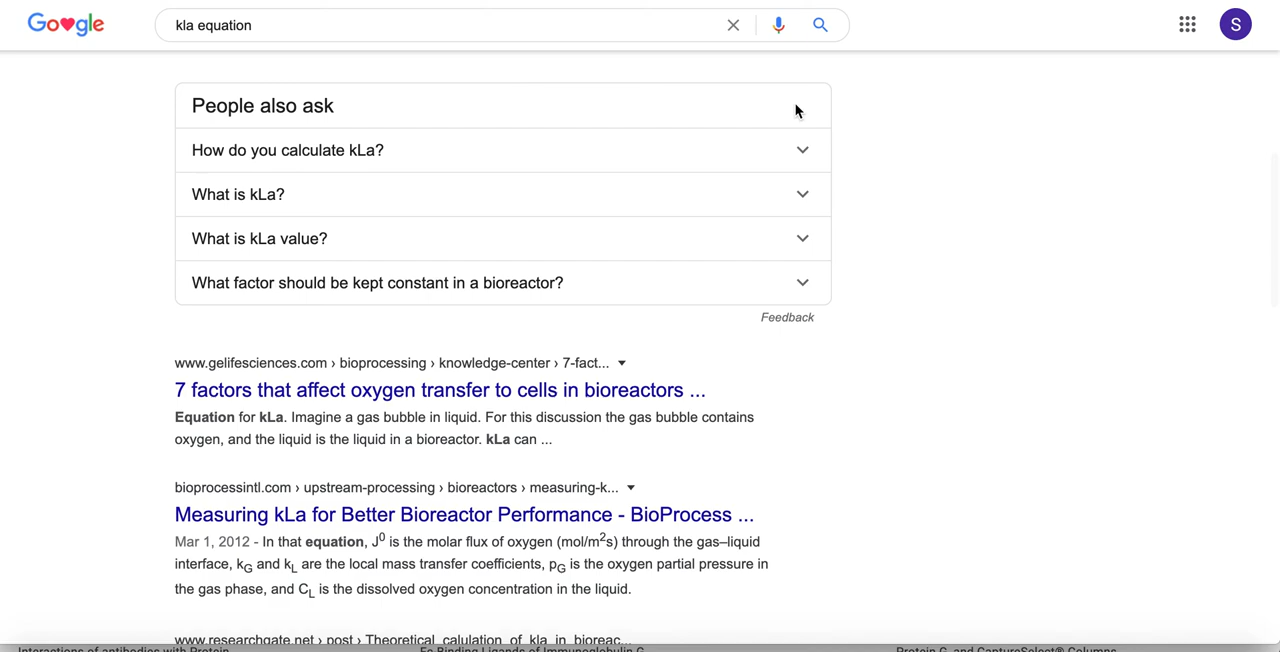 Go♥gle
kla equation
S
People also ask
How do you calculate kLa?
What is kLa?
What is kLa value?
What factor should be kept constant in a bioreactor?
Feedback
www.gelifesciences.com › bioprocessing › knowledge-center › 7-fact...
7 factors that affect oxygen transfer to cells in bioreactors ...
Equation for kLa. Imagine a gas bubble in liquid. For this discussion the gas bubble contains
oxygen, and the liquid is the liquid in a bioreactor. kLa can ...
bioprocessintl.com › upstream-processing › bioreactors › measuring-k...
Measuring kLa for Better Bioreactor Performance - BioProcess ...
Mar 1, 2012 - In that equation, J⁰ is the molar flux of oxygen (mol/m²s) through the gas–liquid
interface, kG and kL are the local mass transfer coefficients, pG is the oxygen partial pressure in
the gas phase, and CL is the dissolved oxygen concentration in the liquid.
www.researchgate.net › post › Theoretical_calulation_of_kla_in_bioreac...
Interactions of antibodies with Protein
Fc-Binding Ligands of Immunoglobulin G
Protein G, and CaptureSelect® Columns